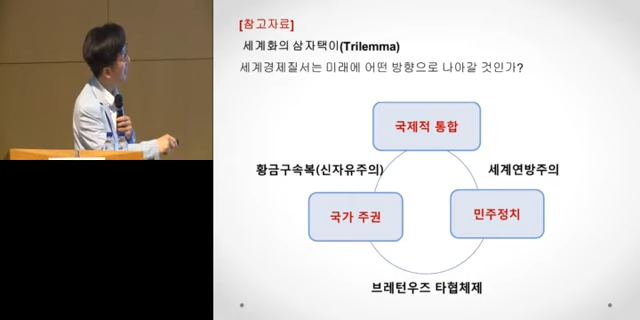 [참고자료]
세계화의 삼자택이(Trilemma)
세계경제질서는 미래에 어떤 방향으로 나아갈 것인가?
국제적 통합
황금구속복(신자유주의)
세계연방주의
국가 주권
민주정치
브레턴우즈 타협체제